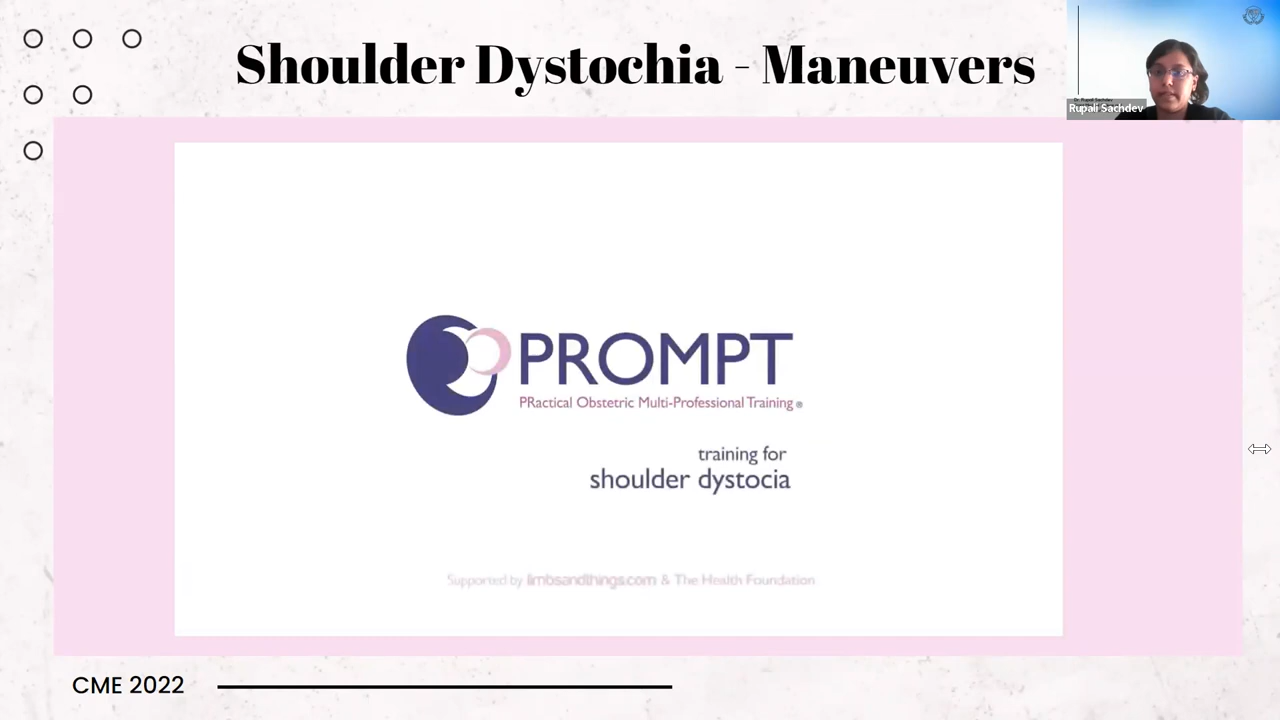 Shoulder Dystochia - Maneuvers
Rupali Sachdev
PROMPT
PRactical Obstetric Multi-Professional Training ®
training for
shoulder dystocia
Supported by limbsandthings.com & The Health Foundation
CME 2022